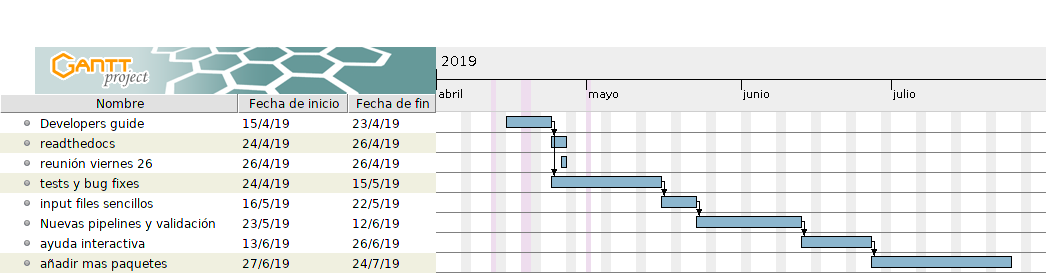 GANTT project
2019
abril mayo junio julio
Nombre Fecha de inicio Fecha de fin
Developers guide 15/4/19 23/4/19
readthedocs 24/4/19 26/4/19
reunión viernes 26 26/4/19 26/4/19
tests y bug fixes 24/4/19 15/5/19
input files sencillos 16/5/19 22/5/19
Nuevas pipelines y validación 23/5/19 12/6/19
ayuda interactiva 13/6/19 26/6/19
añadir mas paquetes 27/6/19 24/7/19